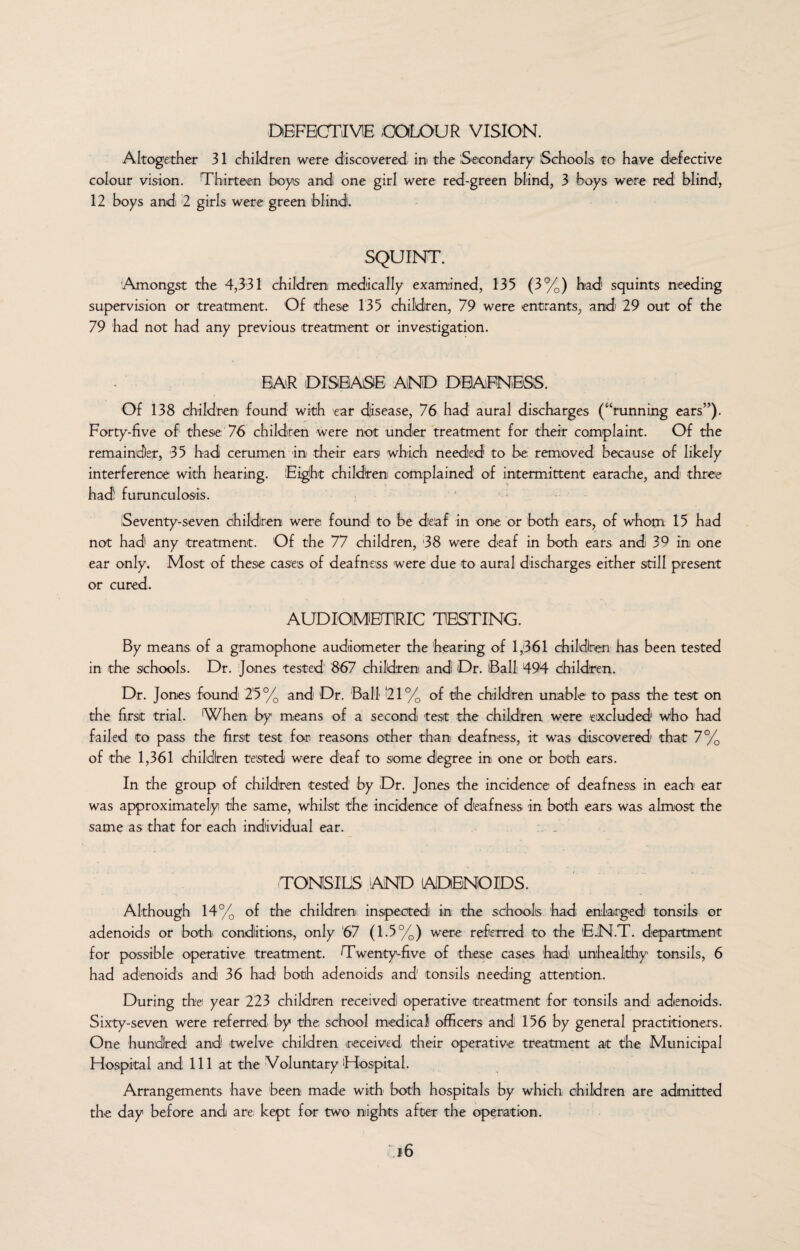 DEFECTIVE COLOUR VISION.
Altogether 31 children were discovered in the Secondary Schools to have defective
colour vision. Thirteen boys and one girl were red-green blind, 3 boys were red blind,
12 boys and 2 girls were green blind.
SQUINT.
Amongst the 4,331 children medically examined, 135 (3%) had squints needing
supervision or treatment. Of these 135 children, 79 were entrants, and 29 out of the
79 had not had any previous treatment or investigation.
EAR DISEASE AND DEAFNESS.
Of 138 children found with ear disease, 76 had aural discharges (“running ears”).
Forty-five of these 76 children were not under treatment for their complaint. Of the
remainder, 35 had cerumen in their ears which needed to be removed because of likely
interference with hearing. Eight children complained of intermittent earache, and three
had furunculosis.
Seventy-seven children were found to be deaf in one or both ears, of whom 15 had
not had any treatment. Of the 77 children, 38 were deaf in both ears and 39 in one
ear only. Most of these cases of deafness were due to aural discharges either still present
or cured.
AUDIOMETRIC TESTING.
By means of a gramophone audiometer the hearing of 1,361 children has been tested
in the schools. Dr. Jones tested 867 children and Dr. Ball 494 children.
Dr. Jones found 25% and Dr. Ball 21% of the children unable to pass the test on
the first trial. When by means of a second test the children were excluded who had
failed to pass the first test for reasons other than deafness, it was discovered that 7%
of the 1,361 children tested were deaf to some degree in one or both ears.
In the group of children tested by Dr. Jones the incidence of deafness in each ear
was approximately the same, whilst the incidence of deafness in both ears was almost the
same as that for each individual ear.
TONSILS AND ADENOIDS.
Although 14% of the children inspected in the schools had enlarged tonsils or
adenoids or both conditions, only 67 (1.5%) were referred to the E.N.T. department
for possible operative treatment. Twenty-five of these cases had unhealthy tonsils, 6
had adenoids and 36 had both adenoids and tonsils needing attention.
During the year 223 children received operative treatment for tonsils and adenoids.
Sixty-seven were referred by the school medical officers and 156 by general practitioners.
One hundred and twelve children received their operative treatment at the Municipal
Hospital and 111 at the Voluntary Hospital.
Arrangements have been made with both hospitals by which children are admitted
the day before and are kept for two nights after the operation.
16